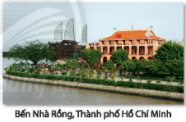 Bến Nhà Rồng, Thành phố Hồ Chí Minh